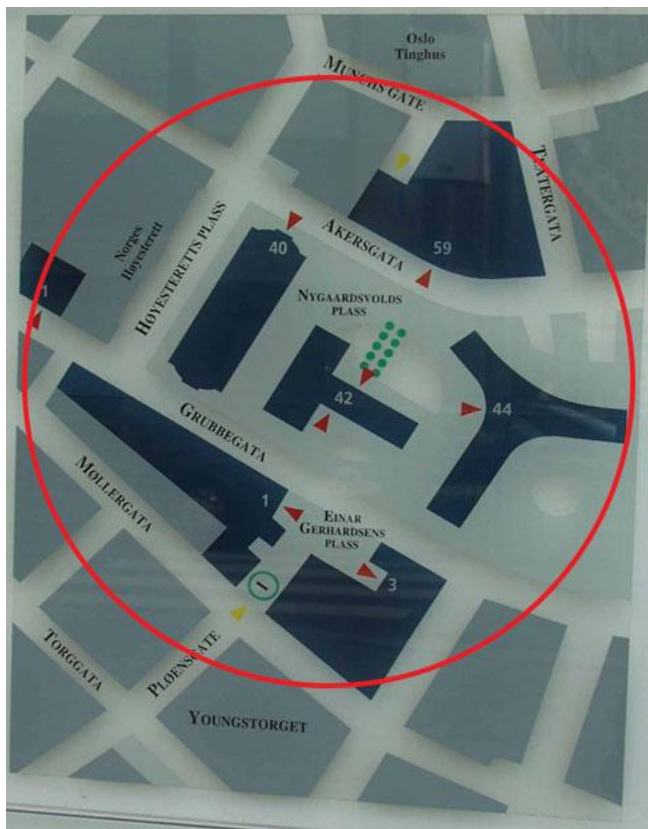 Oslo
Tinghus
MUNCHS GATE
TEATERGATA
Norges
Høyesterett
HØYESTERETTS PLASS
40
AKERSGATA
59
1
NYGAARDSVOLDS
PLASS
42
44
GRUBBEGATA
MØLLERGATA
1
EINAR
GERHARDSENS
PLASS
3
TORGGATA
PLØENSGATE
YOUNGSTORGET